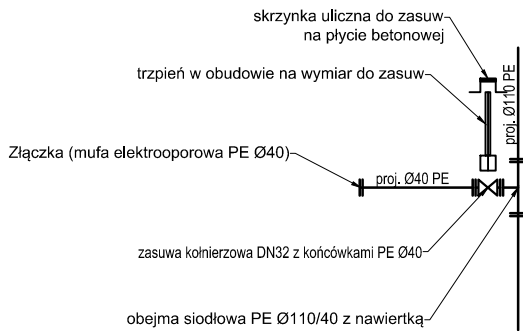 skrzynka uliczna do zasuw
na płycie betonowej
trzpień w obudowie na wymiar do zasuw
proj. Ø110 PE
Złączka (mufa elektrooporowa PE Ø40)
proj. Ø40 PE
zasuwa kołnierzowa DN32 z końcówkami PE Ø40
obejma siodłowa PE Ø110/40 z nawiertką